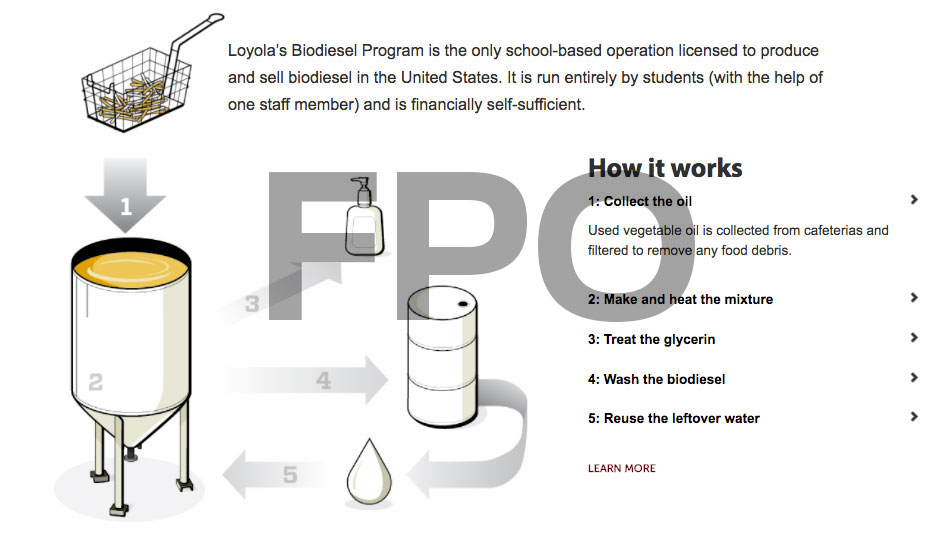 Loyola's Biodiesel Program is the only school-based operation licensed to produce
and sell biodiesel in the United States. It is run entirely by students (with the help of
one staff member) and is financially self-sufficient.
1
FPO
How it works
1: Collect the oil
Used vegetable oil is collected from cafeterias and
filtered to remove any food debris.
3
2: Make and heat the mixture
3: Treat the glycerin
2
4
4: Wash the biodiesel
5: Reuse the leftover water
5
LEARN MORE